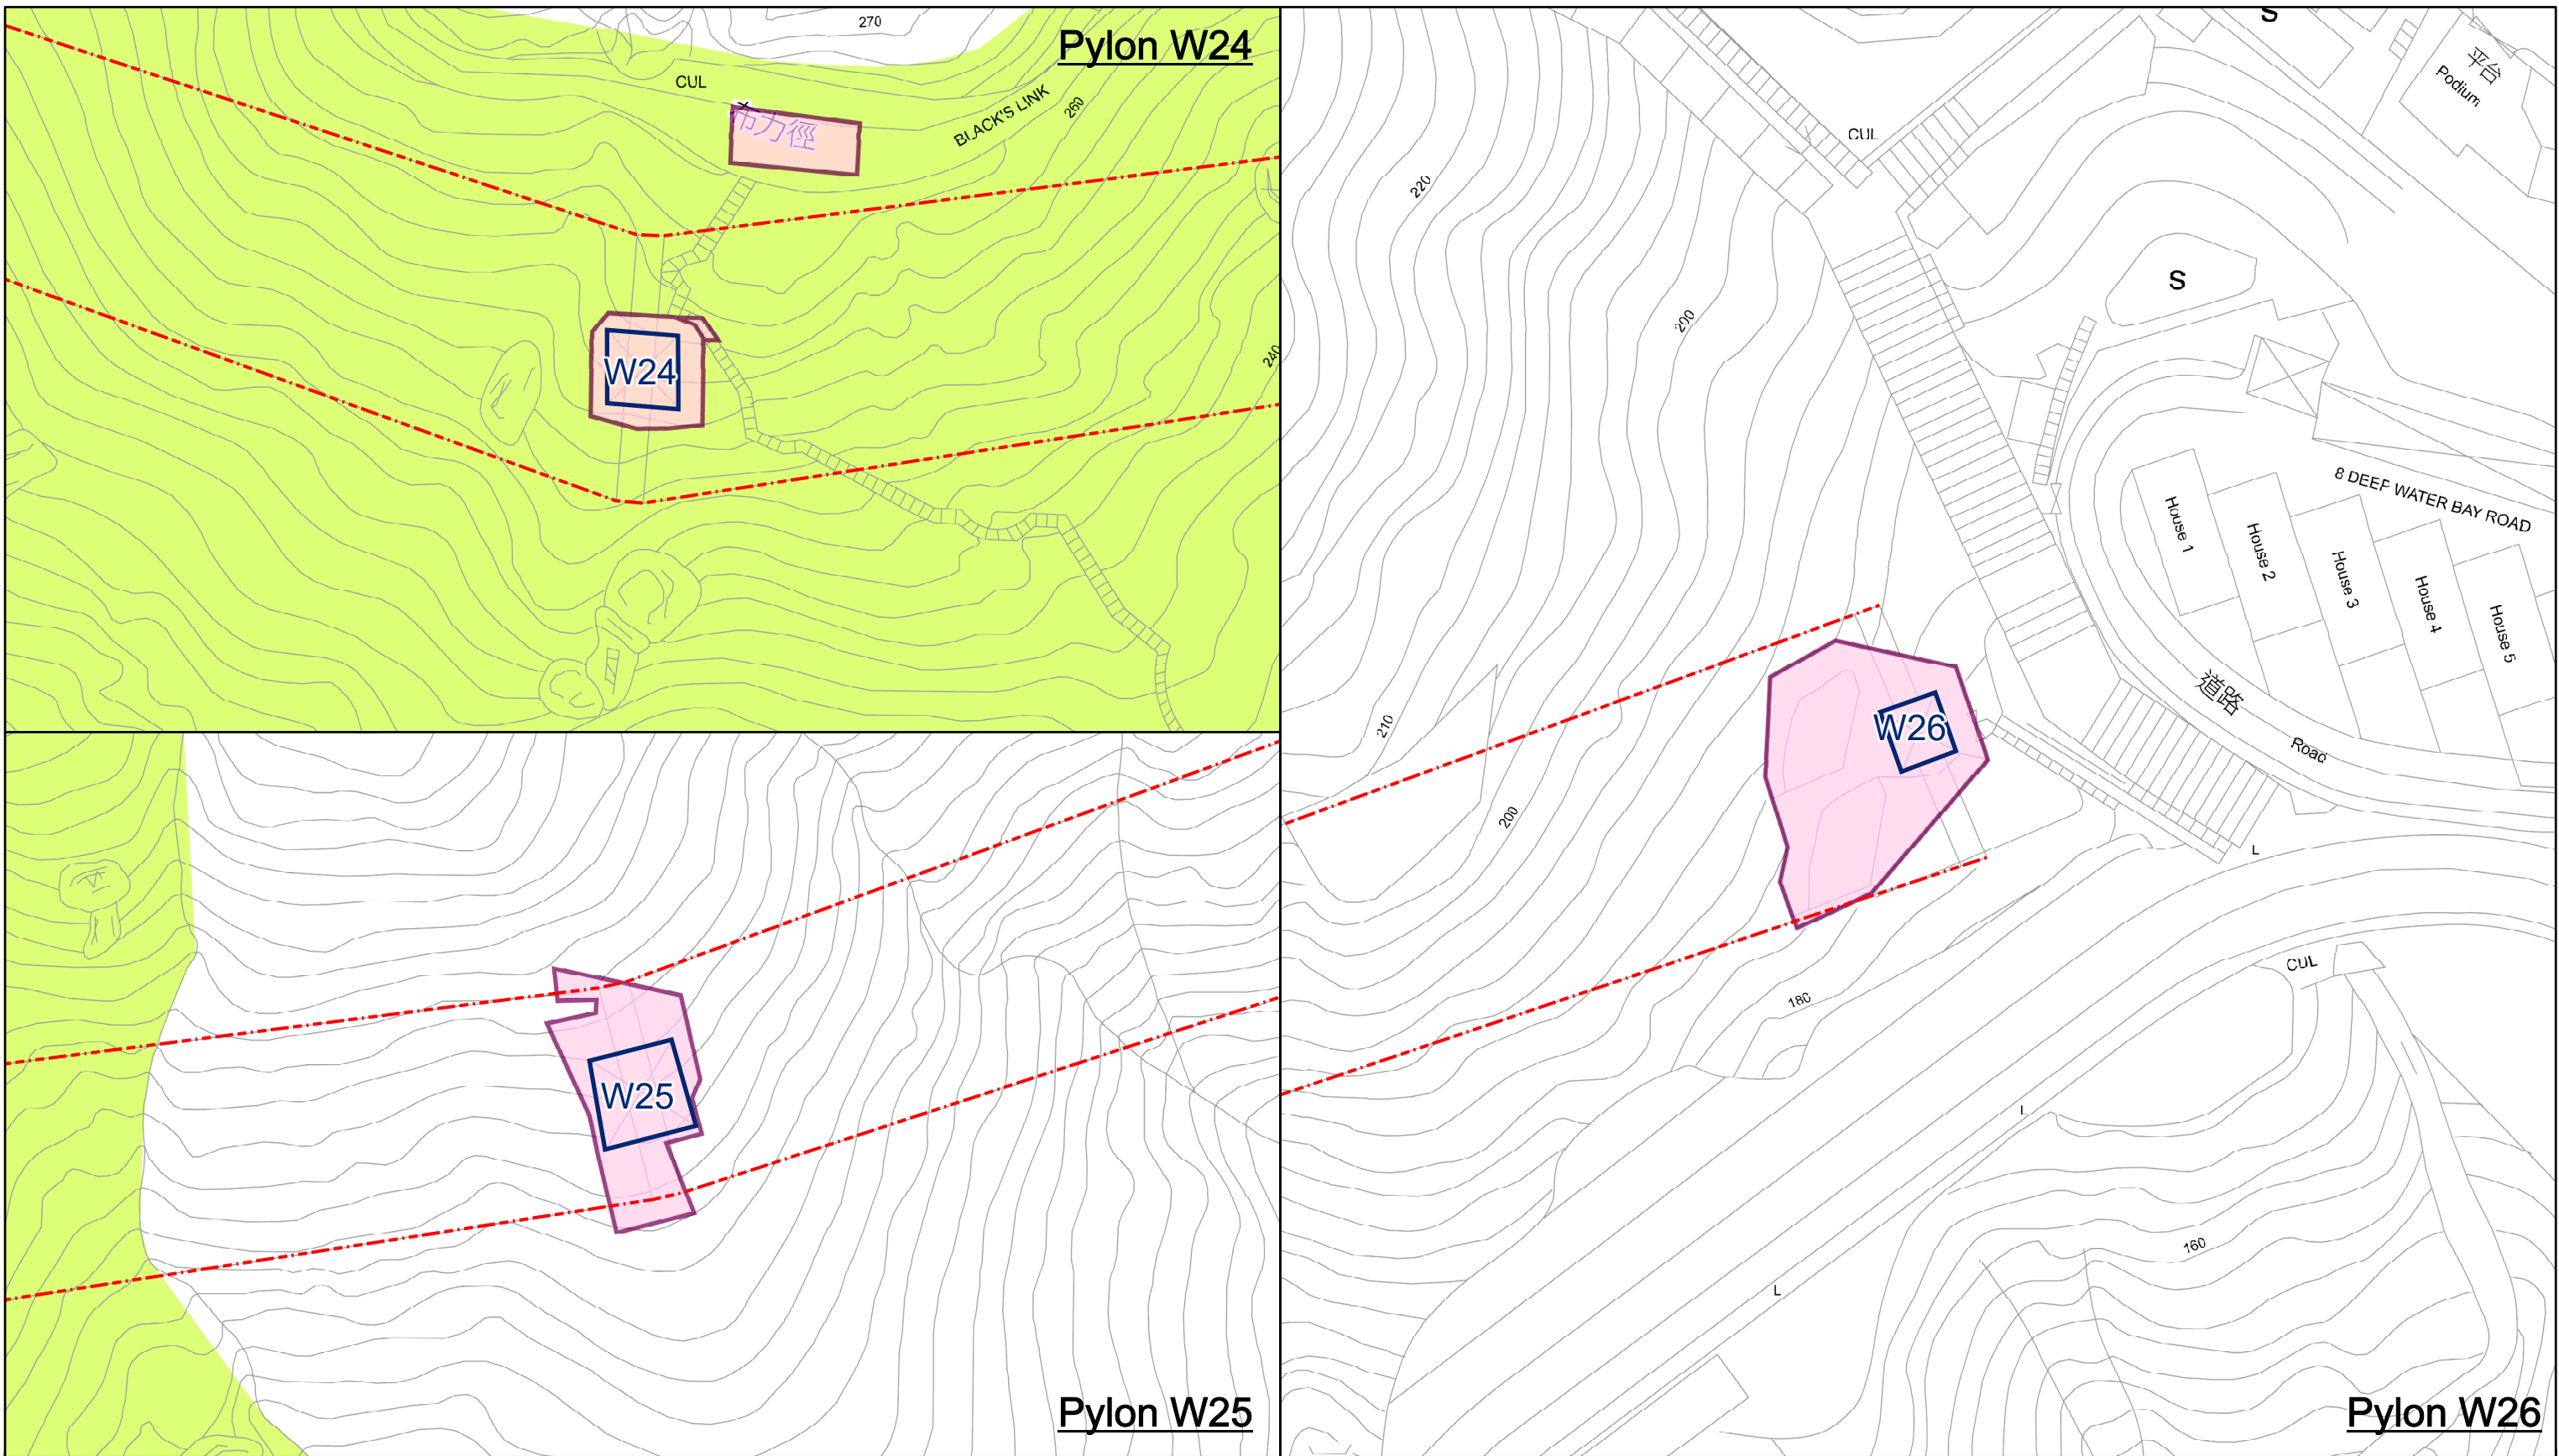 270
Pylon W24
CUL
布力徑
BLACK'S LINK
260
240
W24
W25
Pylon W25
S
平台
Podium
CUL
220
200
S
8 DEEP WATER BAY ROAD
House 1
House 2
House 3
House 4
House 5
道路
Road
W26
210
200
L
CUL
180
L
160
L
Pylon W26